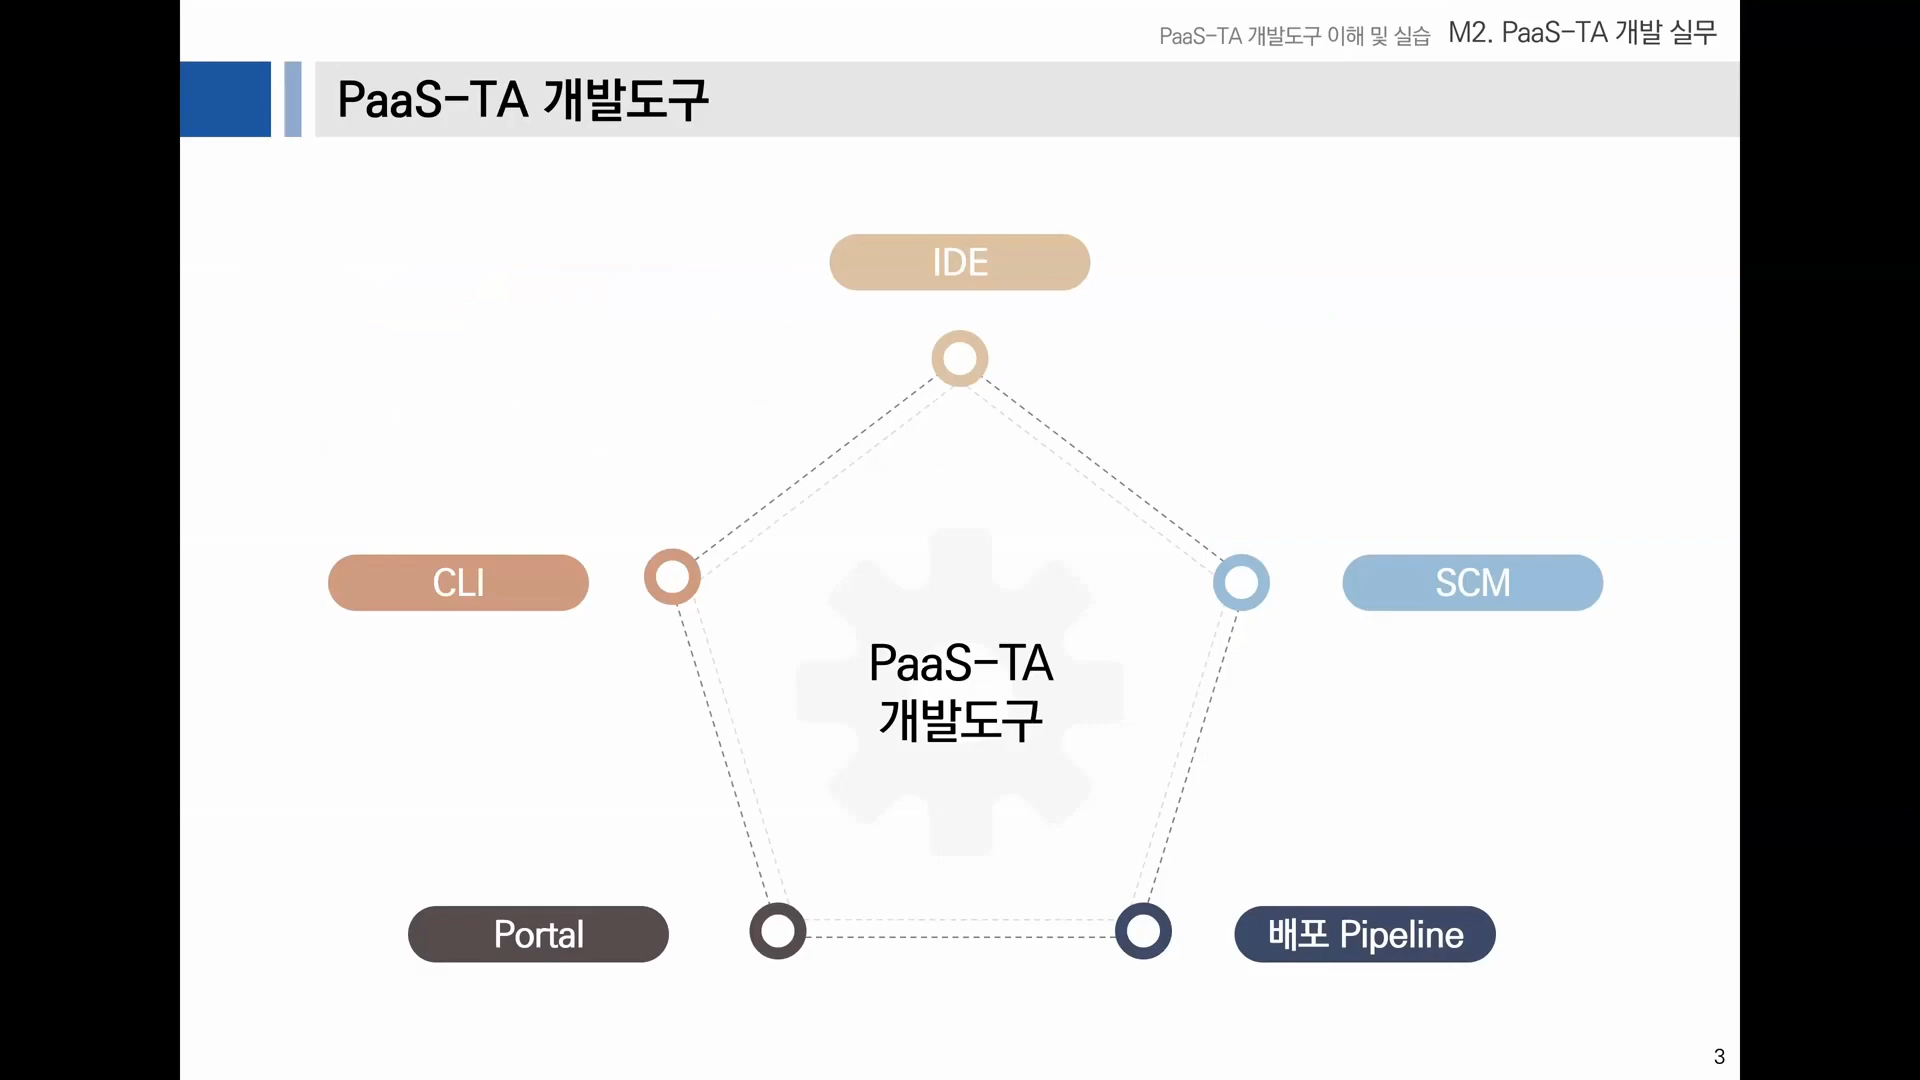 PaaS-TA 개발도구 이해 및 실습 M2. PaaS-TA 개발 실무
PaaS-TA 개발도구
IDE
CLI
SCM
PaaS-TA
개발도구
Portal
배포 Pipeline
3